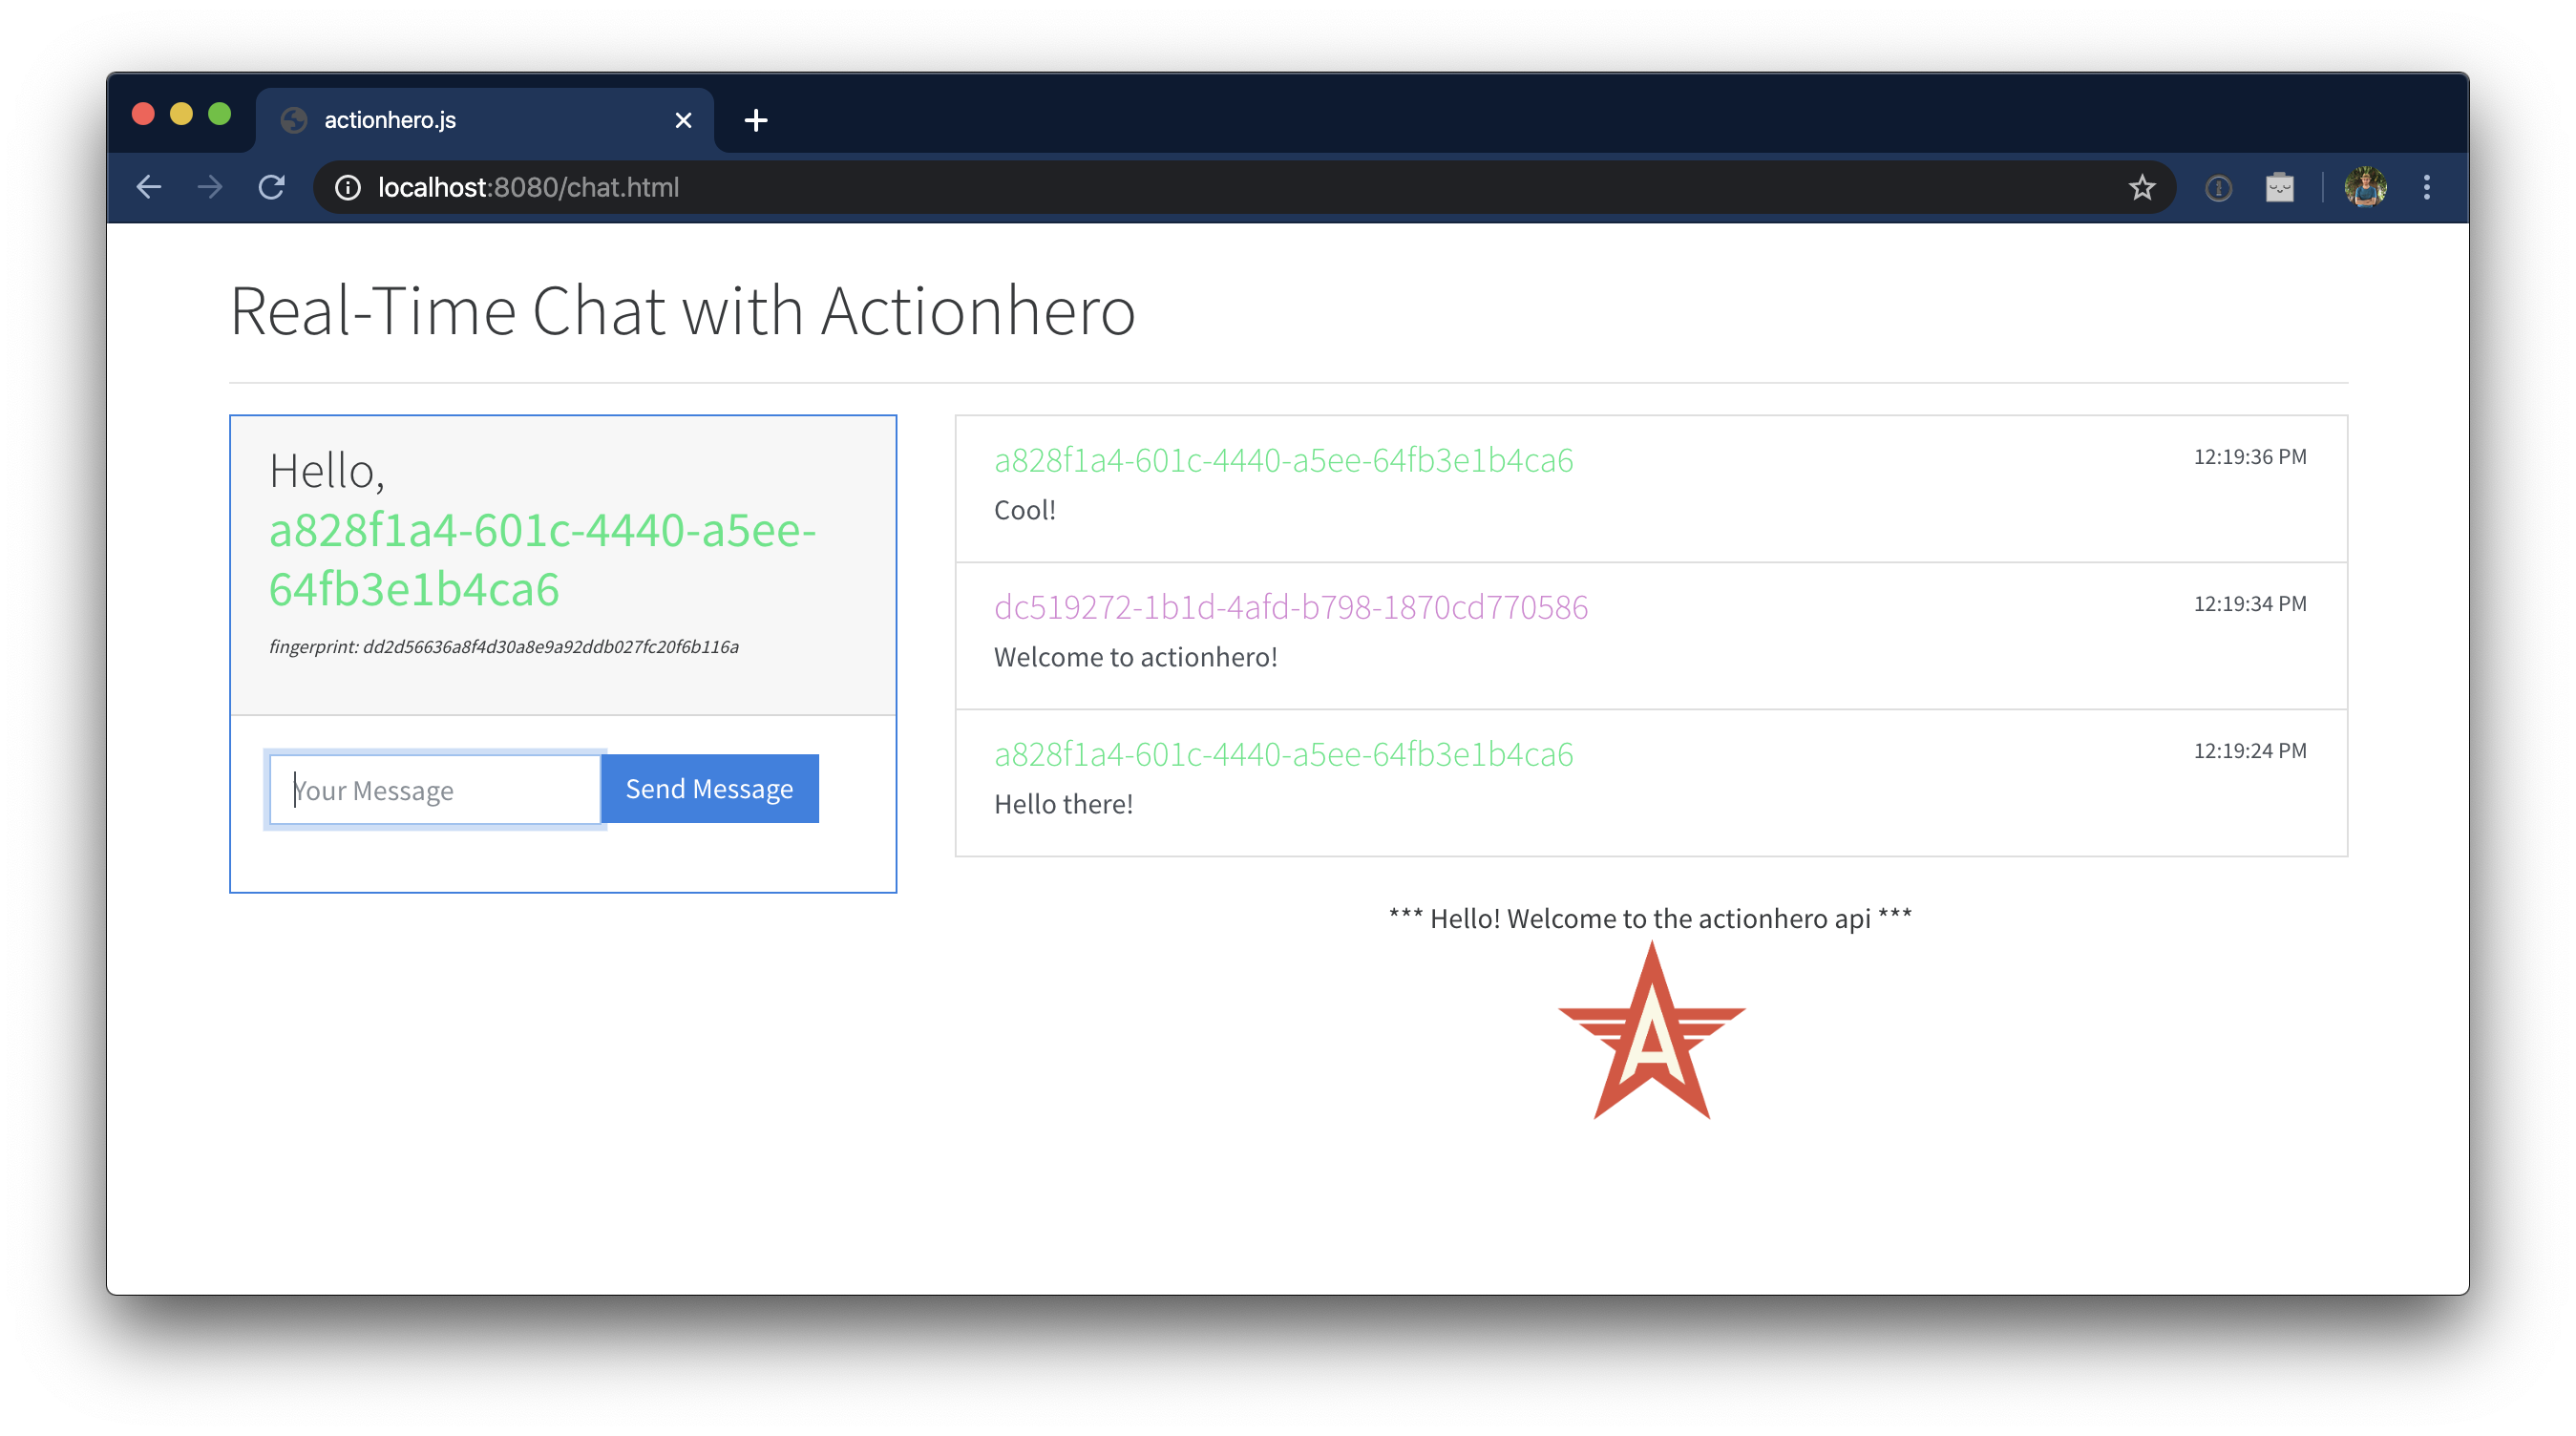 actionhero.js
localhost:8080/chat.html
Real-Time Chat with Actionhero
Hello,
a828f1a4-601c-4440-a5ee-
64fb3e1b4ca6
fingerprint: dd2d56636a8f4d30a8e9a92ddb027fc20f6b116a
Your Message
Send Message
a828f1a4-601c-4440-a5ee-64fb3e1b4ca6
12:19:36 PM
Cool!
dc519272-1b1d-4afd-b798-1870cd770586
12:19:34 PM
Welcome to actionhero!
a828f1a4-601c-4440-a5ee-64fb3e1b4ca6
12:19:24 PM
Hello there!
*** Hello! Welcome to the actionhero api ***
A